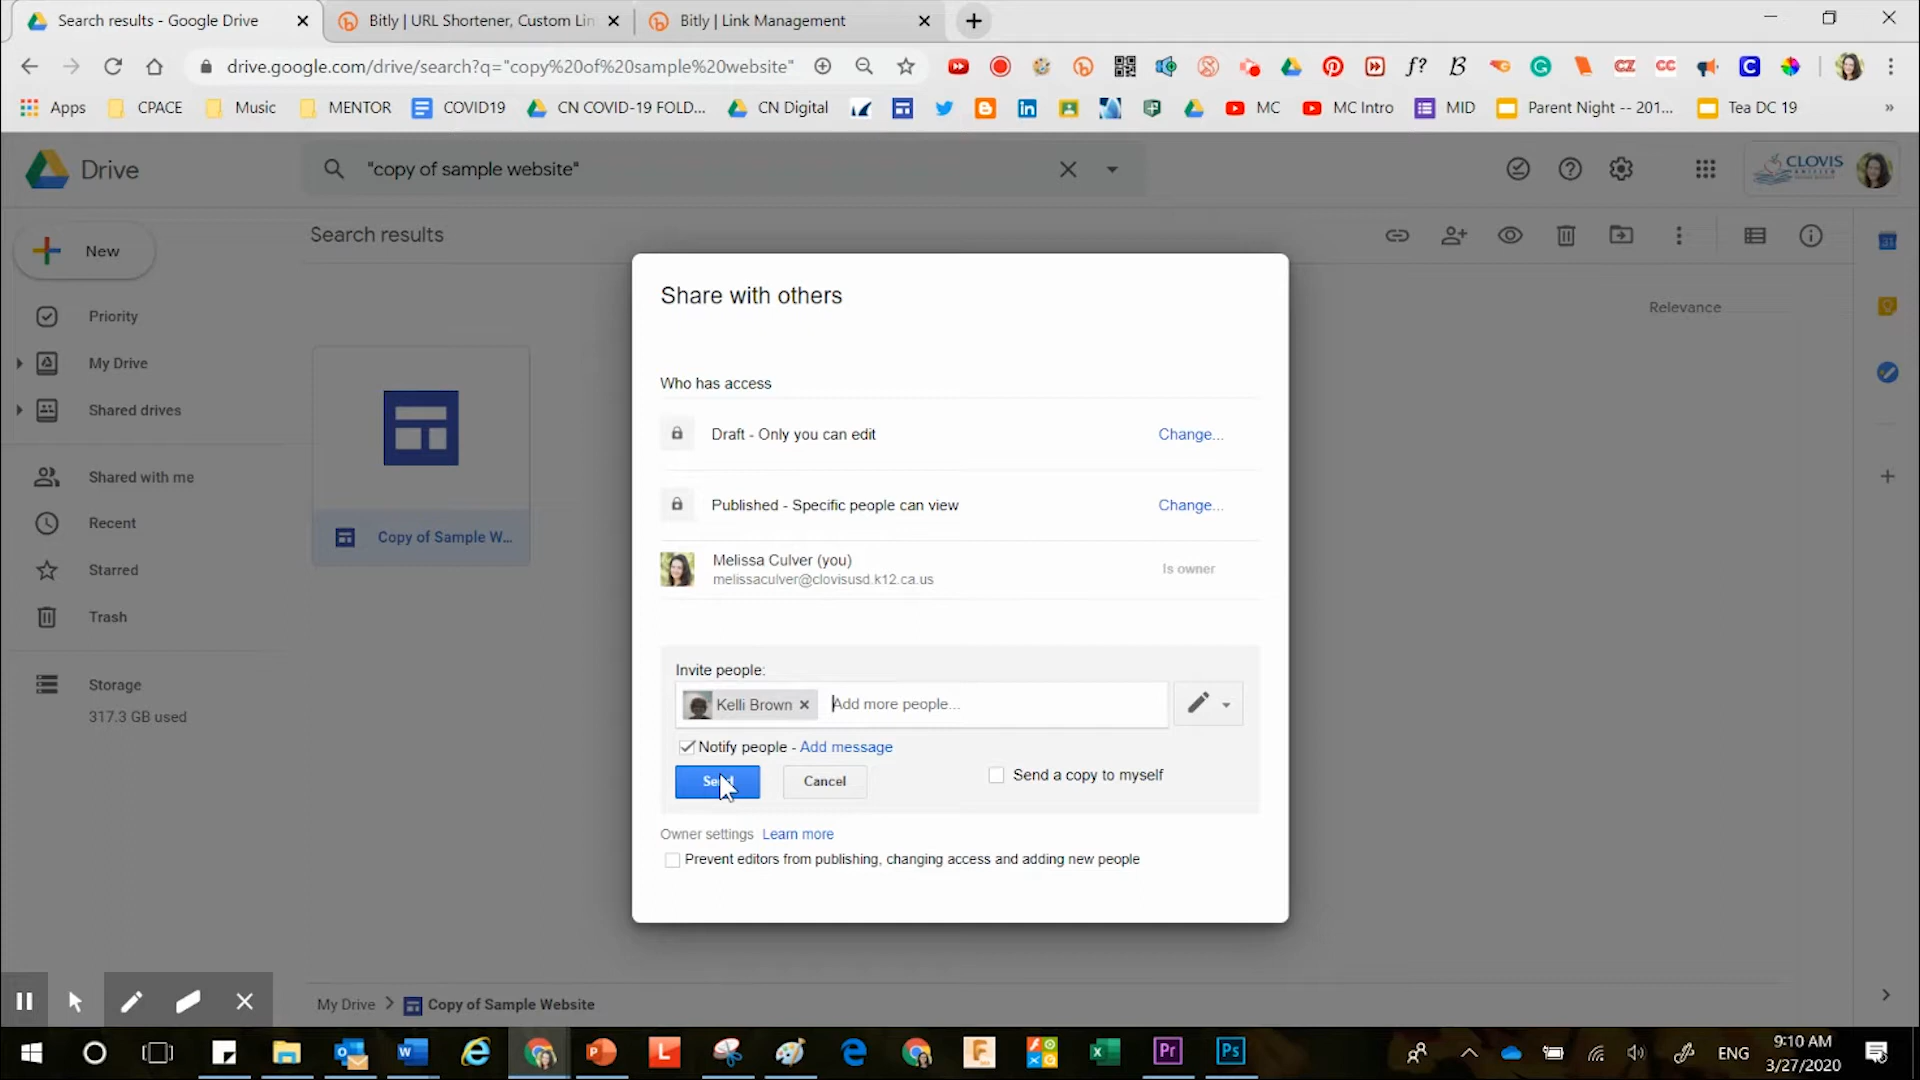 Search results - Google Drive
Bitly | URL Shortener, Custom Lin
Bitly | Link Management
drive.google.com/drive/search?q="copy%20of%20sample%20website"
Apps
CPACE
Music
MENTOR
COVID19
CN COVID-19 FOLD...
CN Digital
MC
MC Intro
MID
Parent Night -- 201...
Tea DC 19
»
Drive
"copy of sample website"
CLOVIS
New
Search results
Priority
My Drive
Shared drives
Shared with me
Recent
Starred
Trash
Storage
317.3 GB used
Relevance
Copy of Sample W...
Share with others
Who has access
Draft - Only you can edit
Change...
Published - Specific people can view
Change...
Melissa Culver (you)
melissaculver@clovisusd.k12.ca.us
Is owner
Invite people:
Kelli Brown
Add more people...
Notify people - Add message
Send
Cancel
Send a copy to myself
Owner settings Learn more
Prevent editors from publishing, changing access and adding new people
My Drive > Copy of Sample Website
ENG
9:10 AM
3/27/2020